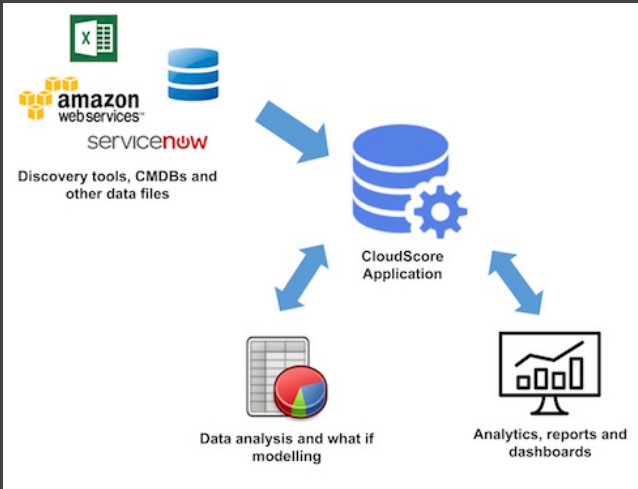 X
amazon
webservices™
servicenow
Discovery tools, CMDBs and
other data files
CloudScore
Application
Data analysis and what if
modelling
Analytics, reports and
dashboards